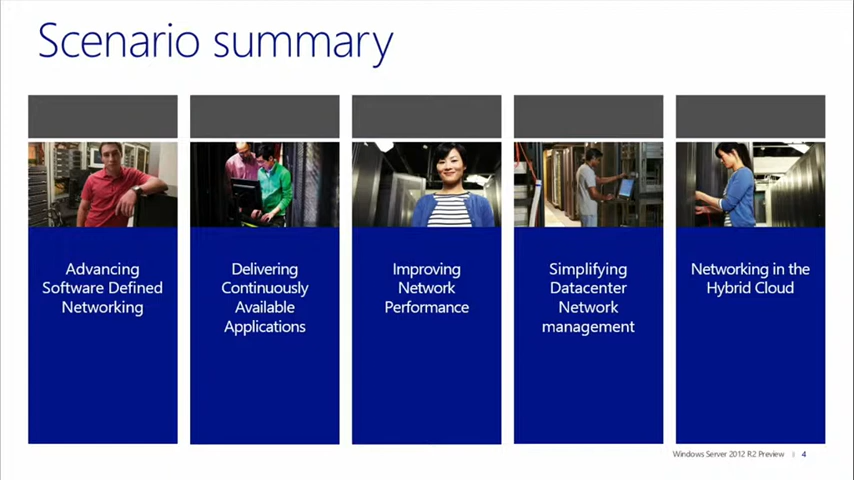 Scenario summary
Advancing
Software Defined
Networking
Delivering
Continuously
Available
Applications
Improving
Network
Performance
Simplifying
Datacenter
Network
management
Networking in the
Hybrid Cloud
Windows Server 2012 R2 Preview | 4